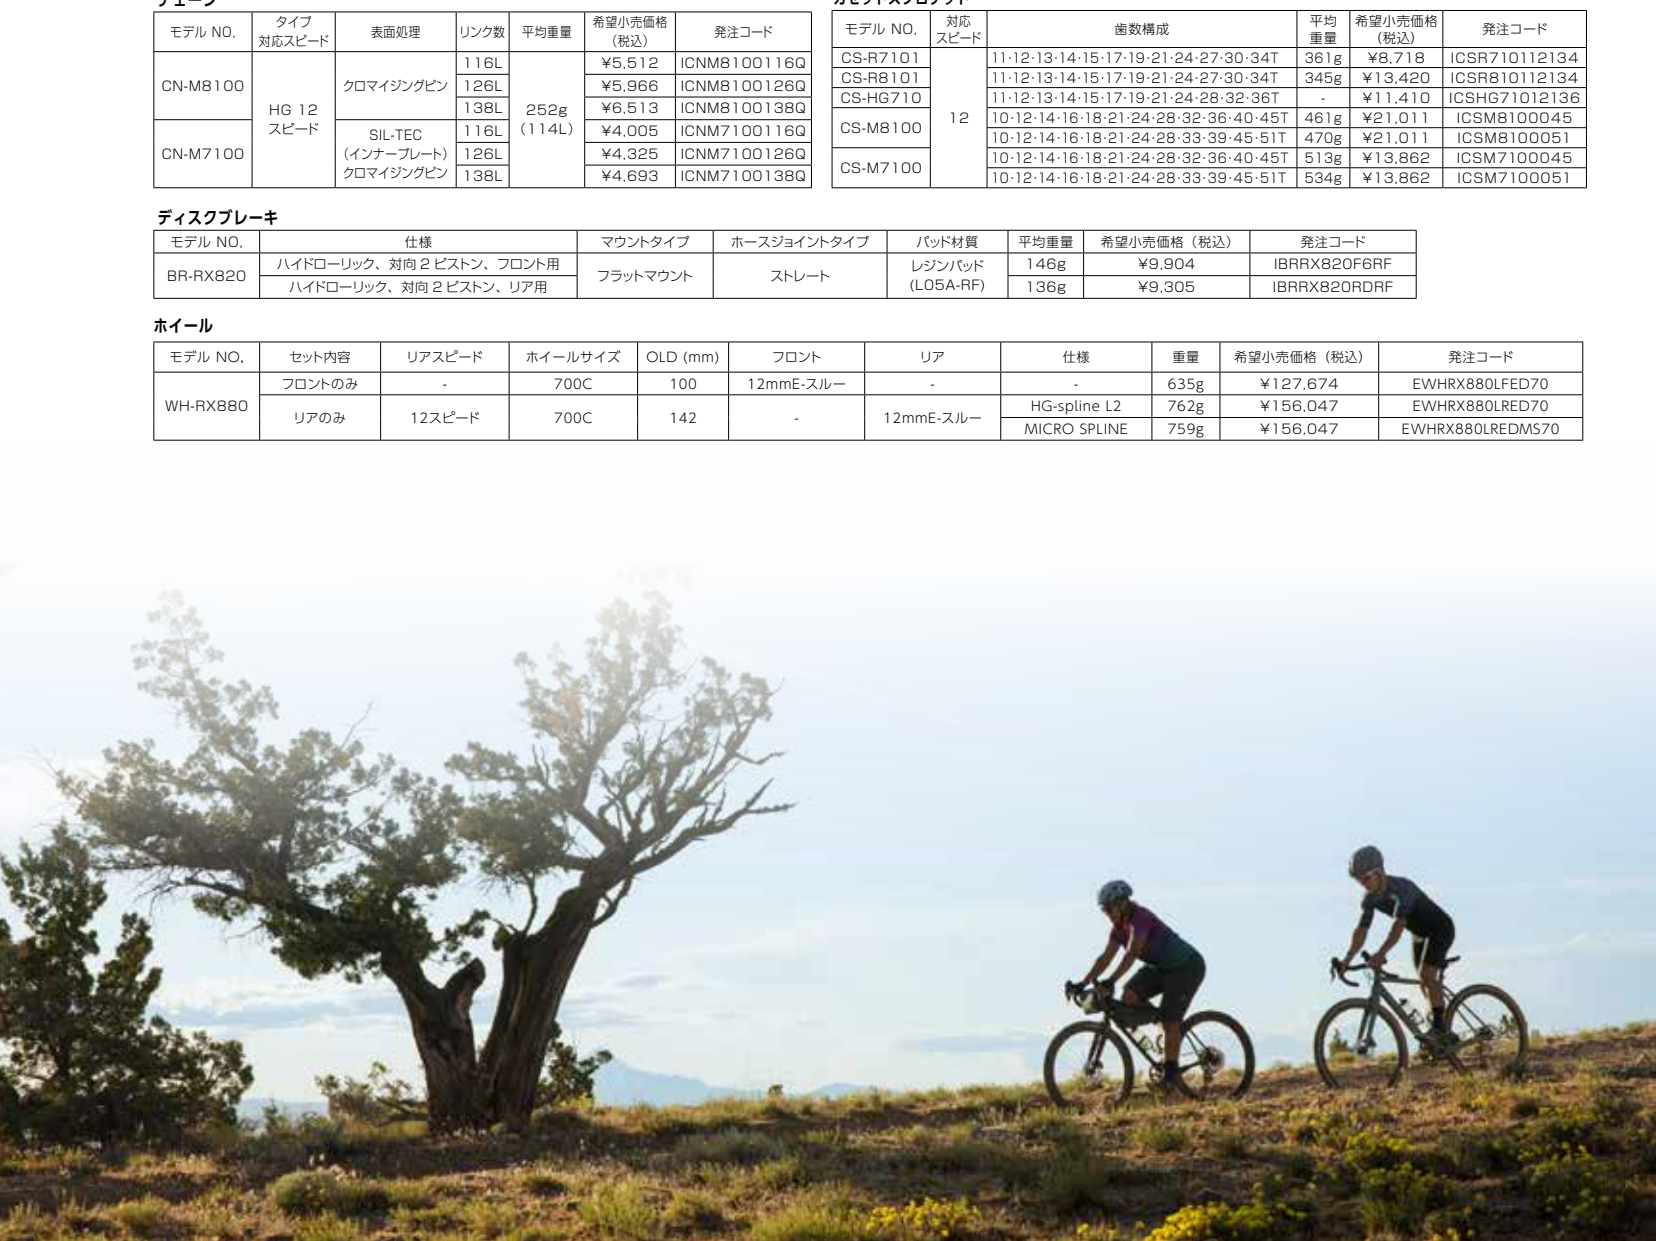 チェーン
モデル NO. タイプ 対応スピード 表面処理 リンク数 平均重量 希望小売価格（税込） 発注コード
CN-M8100 HG 12 スピード クロマイジングピン 116L 252g（114L） ¥5,512 ICNM8100116Q
126L ¥5,966 ICNM8100126Q
138L ¥6,513 ICNM8100138Q
CN-M7100 SIL-TEC（インナープレート）クロマイジングピン 116L ¥4,005 ICNM7100116Q
126L ¥4,325 ICNM7100126Q
138L ¥4,693 ICNM7100138Q
カセットスプロケット
モデル NO. 対応スピード 歯数構成 平均重量 希望小売価格（税込） 発注コード
CS-R7101 12 11·12·13·14·15·17·19·21·24·27·30·34T 361g ¥8,718 ICSR710112134
CS-R8101 11·12·13·14·15·17·19·21·24·27·30·34T 345g ¥13,420 ICSR810112134
CS-HG710 11·12·13·14·15·17·19·21·24·28·32·36T - ¥11,410 ICSHG71012136
CS-M8100 10·12·14·16·18·21·24·28·32·36·40·45T 461g ¥21,011 ICSM8100045
10·12·14·16·18·21·24·28·33·39·45·51T 470g ¥21,011 ICSM8100051
CS-M7100 10·12·14·16·18·21·24·28·32·36·40·45T 513g ¥13,862 ICSM7100045
10·12·14·16·18·21·24·28·33·39·45·51T 534g ¥13,862 ICSM7100051
ディスクブレーキ
モデル NO. 仕様 マウントタイプ ホースジョイントタイプ パッド材質 平均重量 希望小売価格（税込） 発注コード
BR-RX820 ハイドローリック、対向２ピストン、フロント用 フラットマウント ストレート レジンパッド (L05A-RF) 146g ¥9,904 IBRRX820F6RF
ハイドローリック、対向２ピストン、リア用 136g ¥9,305 IBRRX820RDRF
ホイール
モデル NO. セット内容 リアスピード ホイールサイズ OLD (mm) フロント リア 仕様 重量 希望小売価格（税込） 発注コード
WH-RX880 フロントのみ - 700C 100 12mmE-スルー - - 635g ¥127,674 EWHRX880LFED70
リアのみ 12スピード 700C 142 - 12mmE-スルー HG-spline L2 762g ¥156,047 EWHRX880LRED70
MICRO SPLINE 759g ¥156,047 EWHRX880LREDMS70